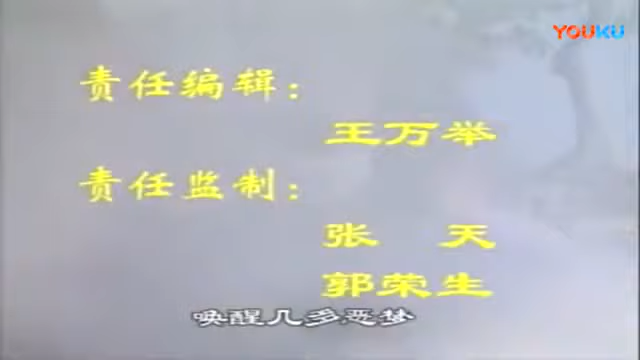 YOUKU
责任编辑：
王万举
责任监制：
张 天
郭荣生
唤醒几多恶梦